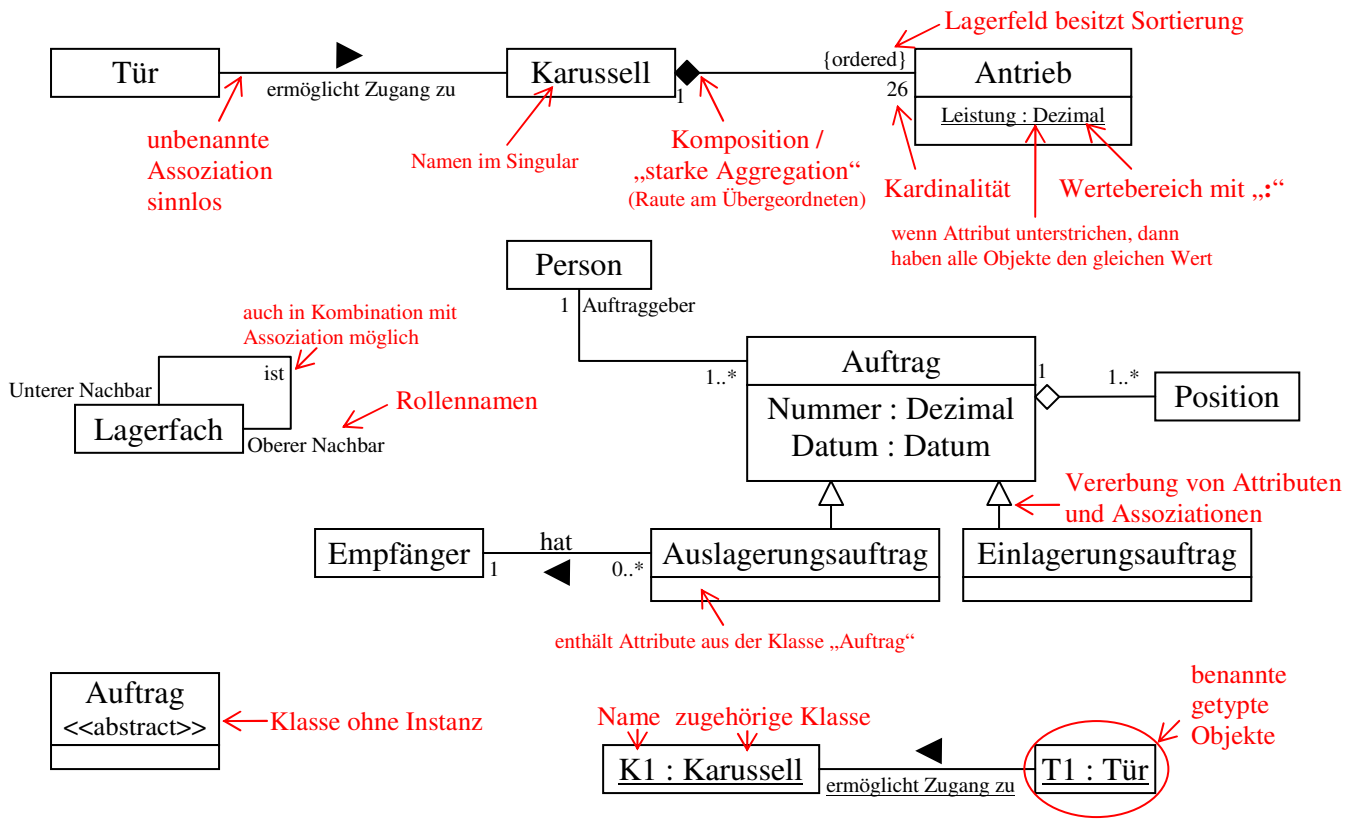 Lagerfeld besitzt Sortierung
Tür
ermöglicht Zugang zu
Karussell
1
{ordered}
26
Antrieb
Leistung : Dezimal
unbenannte
Assoziation
sinnlos
Namen im Singular
Komposition /
„starke Aggregation“
(Raute am Übergeordneten)
Kardinalität
Wertebereich mit „:“
wenn Attribut unterstrichen, dann
haben alle Objekte den gleichen Wert
Person
1
Auftraggeber
auch in Kombination mit
Assoziation möglich
ist
Unterer Nachbar
Lagerfach
Oberer Nachbar
Rollennamen
1..*
Auftrag
Nummer : Dezimal
Datum : Datum
1
1..*
Position
Vererbung von Attributen
und Assoziationen
Empfänger
1
hat
0..*
Auslagerungsauftrag
Einlagerungsauftrag
enthält Attribute aus der Klasse „Auftrag“
Auftrag
<<abstract>>
Klasse ohne Instanz
Name
zugehörige Klasse
K1 : Karussell
ermöglicht Zugang zu
T1 : Tür
benannte
getypte
Objekte